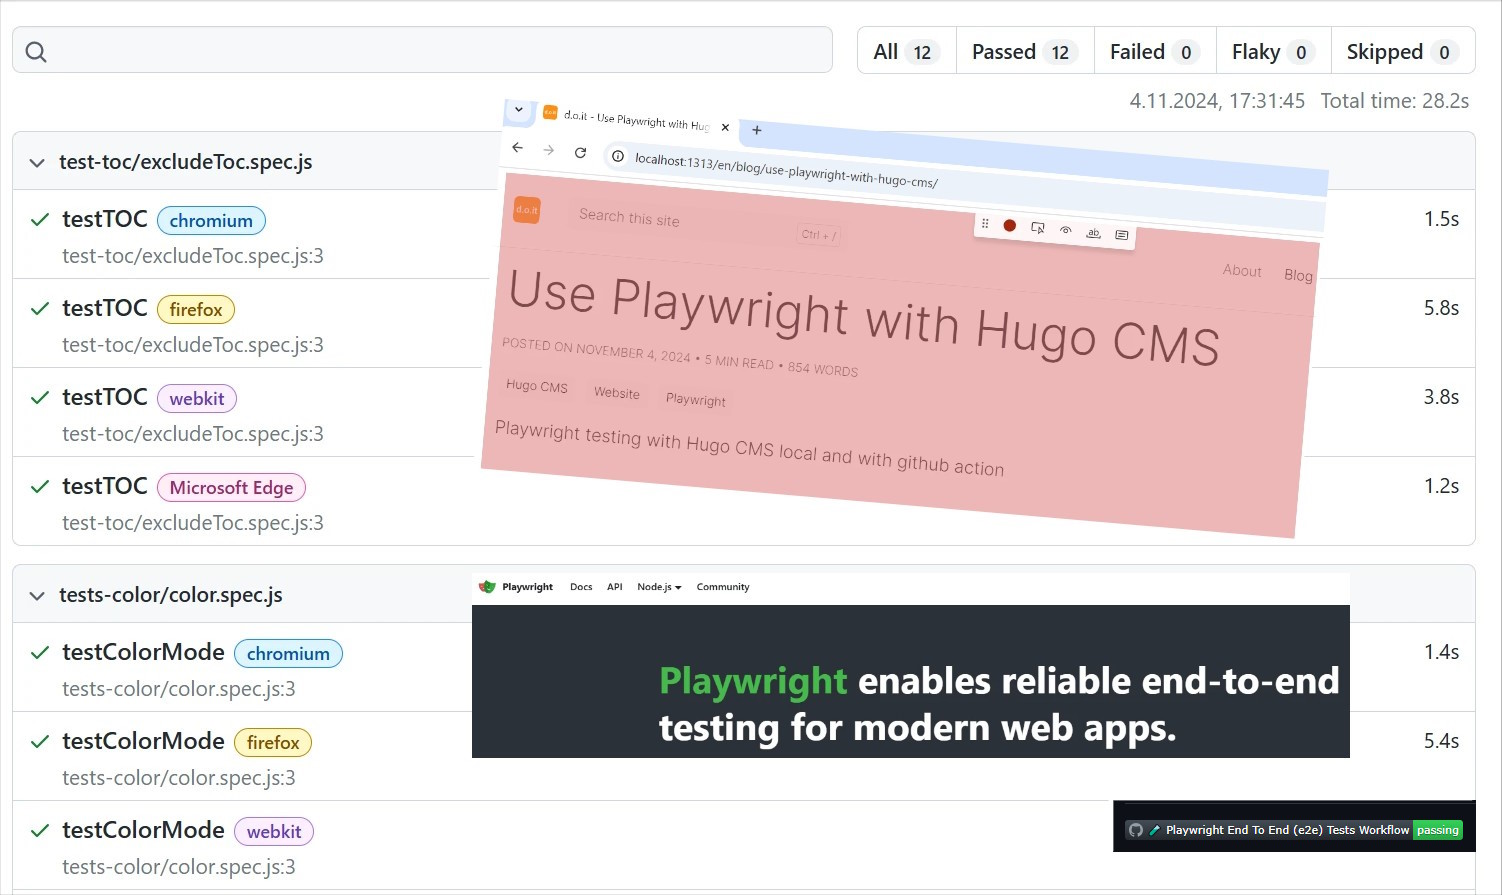 All 12 Passed 12 Failed 0 Flaky 0 Skipped 0
4.11.2024, 17:31:45 Total time: 28.2s
test-toc/excludeToc.spec.js
testTOC chromium 1.5s
test-toc/excludeToc.spec.js:3
testTOC firefox 5.8s
test-toc/excludeToc.spec.js:3
testTOC webkit 3.8s
test-toc/excludeToc.spec.js:3
testTOC Microsoft Edge 1.2s
test-toc/excludeToc.spec.js:3
d.o.it - Use Playwright with Hug
localhost:1313/en/blog/use-playwright-with-hugo-cms/
d.o.it Search this site Ctrl + /
ab
About Blog
Use Playwright with Hugo CMS
POSTED ON NOVEMBER 4, 2024 • 5 MIN READ • 854 WORDS
Hugo CMS Website Playwright
Playwright testing with Hugo CMS local and with github action
tests-color/color.spec.js
testColorMode chromium 1.4s
tests-color/color.spec.js:3
testColorMode firefox 5.4s
tests-color/color.spec.js:3
testColorMode webkit
tests-color/color.spec.js:3
Playwright Docs API Node.js Community
Playwright enables reliable end-to-end
testing for modern web apps.
Playwright End To End (e2e) Tests Workflow passing